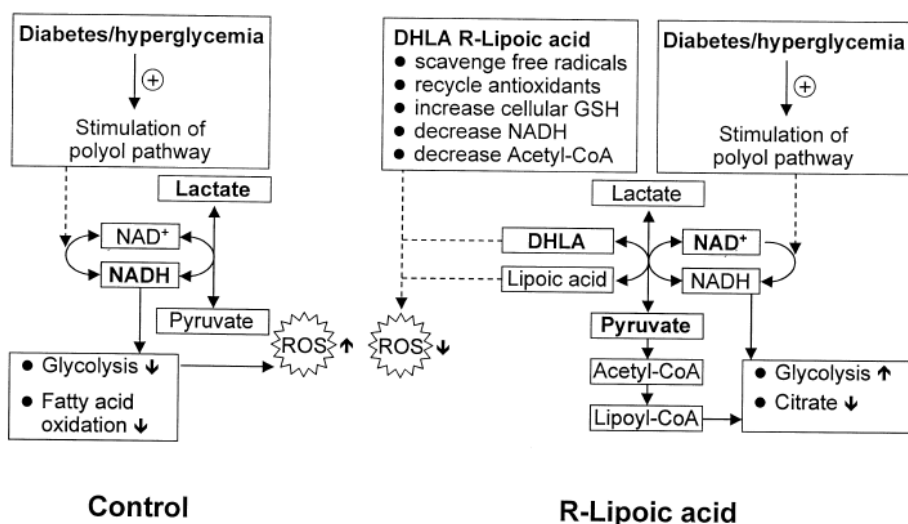 Diabetes/hyperglycemia
+
Stimulation of
polyol pathway
Lactate
NAD⁺
NADH
Pyruvate
ROS ↑
● Glycolysis ↓
● Fatty acid
oxidation ↓
Control
DHLA R-Lipoic acid
● scavenge free radicals
● recycle antioxidants
● increase cellular GSH
● decrease NADH
● decrease Acetyl-CoA
Diabetes/hyperglycemia
+
Stimulation of
polyol pathway
Lactate
DHLA
NAD⁺
Lipoic acid
NADH
ROS ↓
Pyruvate
Acetyl-CoA
Lipoyl-CoA
● Glycolysis ↑
● Citrate ↓
R-Lipoic acid